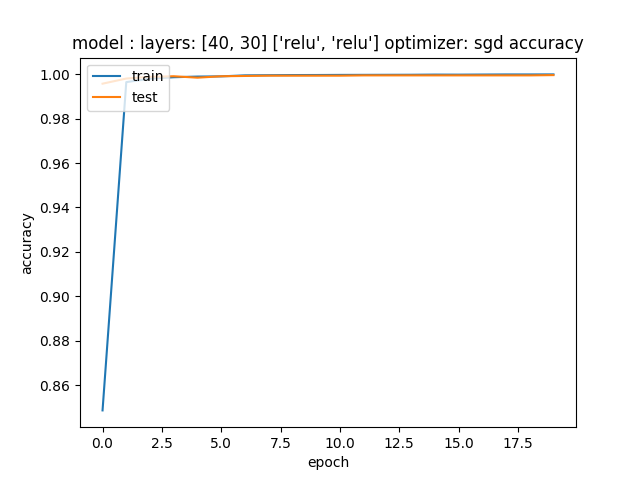 model : layers: [40, 30] ['relu', 'relu'] optimizer: sgd accuracy
train
test
1.00
0.98
0.96
0.94
0.92
0.90
0.88
0.86
accuracy
0.0 2.5 5.0 7.5 10.0 12.5 15.0 17.5
epoch